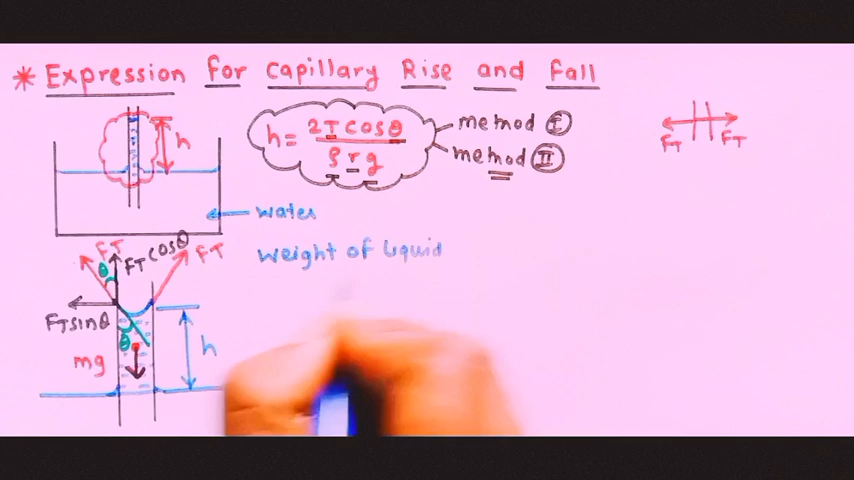 * Expression for Capillary Rise and Fall
h
h = 2T cosθ / ρrg
method I
method II
FT FT
water
FT FT cosθ FT
θ
weight of liquid
FT sinθ
θ
h
mg